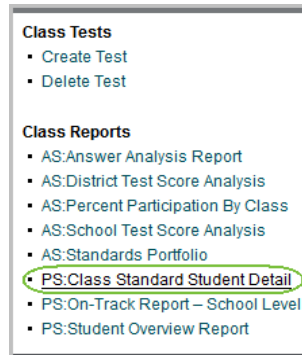 Class Tests
▪ Create Test
▪ Delete Test
Class Reports
▪ AS:Answer Analysis Report
▪ AS:District Test Score Analysis
▪ AS:Percent Participation By Class
▪ AS:School Test Score Analysis
▪ AS:Standards Portfolio
▪ PS:Class Standard Student Detail
▪ PS:On-Track Report – School Level
▪ PS:Student Overview Report